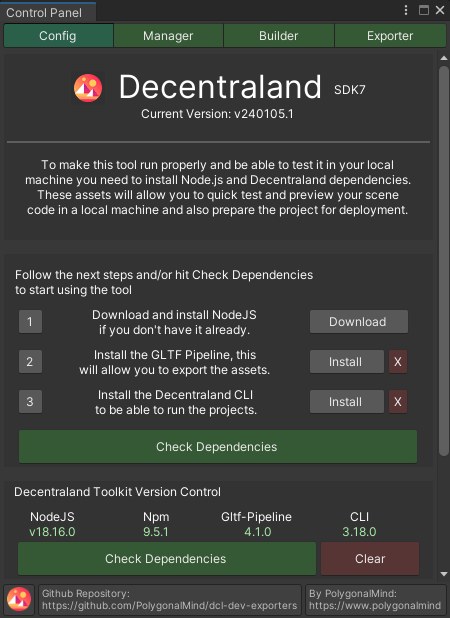 Control Panel
Config
Manager
Builder
Exporter
Decentraland SDK7
Current Version: v240105.1
To make this tool run properly and be able to test it in your local
machine you need to install Node.js and Decentraland dependencies.
These assets will allow you to quick test and preview your scene
code in a local machine and also prepare the project for deployment.
Follow the next steps and/or hit Check Dependencies
to start using the tool
1
Download and install NodeJS
if you don't have it already.
Download
2
Install the GLTF Pipeline, this
will allow you to export the assets.
Install
X
3
Install the Decentraland CLI
to be able to run the projects.
Install
X
Check Dependencies
Decentraland Toolkit Version Control
NodeJS Npm Gltf-Pipeline CLI
v18.16.0 9.5.1 4.1.0 3.18.0
Check Dependencies
Clear
Github Repository:
https://github.com/PolygonalMind/dcl-dev-exporters
By PolygonalMind:
https://www.polygonalmind